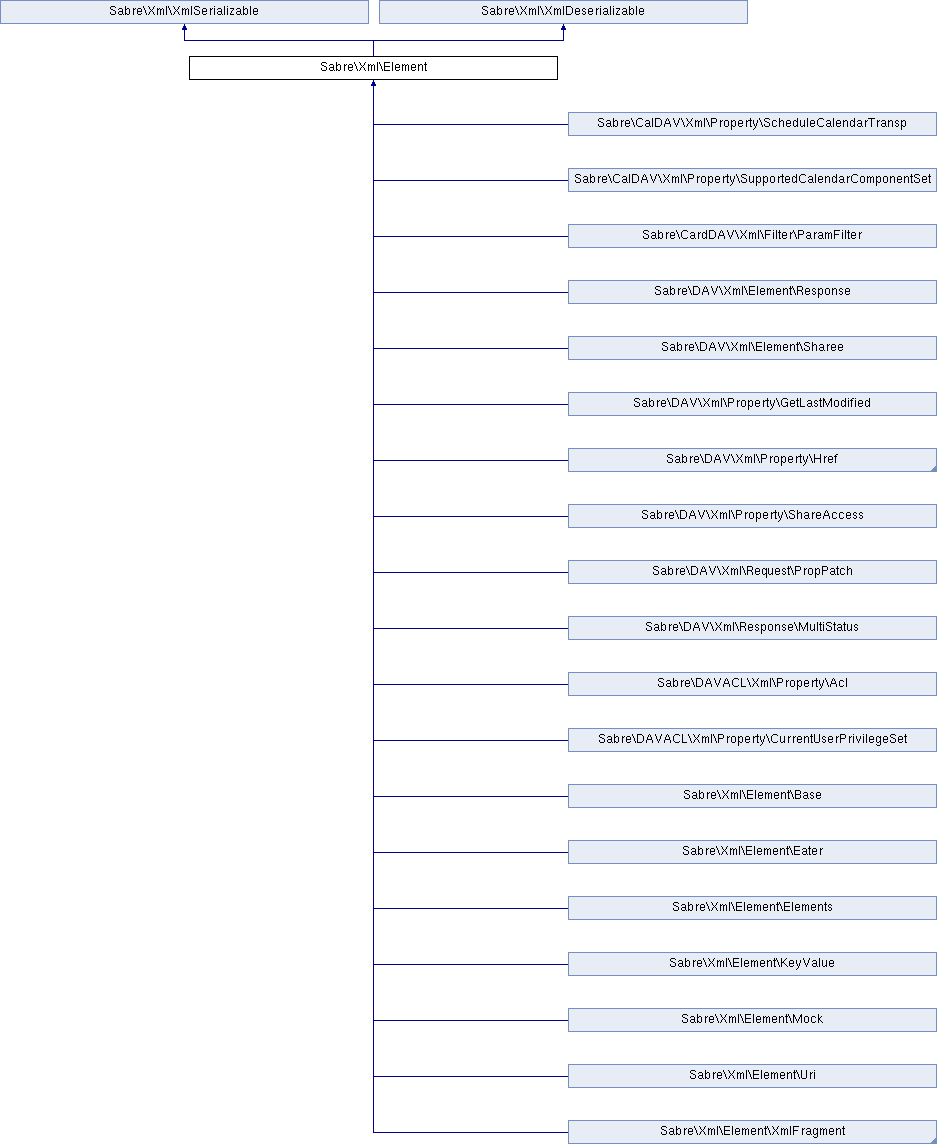 Sabre\Xml\XmlSerializable
Sabre\Xml\XmlDeserializable
Sabre\Xml\Element
Sabre\CalDAV\Xml\Property\ScheduleCalendarTransp
Sabre\CalDAV\Xml\Property\SupportedCalendarComponentSet
Sabre\CardDAV\Xml\Filter\ParamFilter
Sabre\DAV\Xml\Element\Response
Sabre\DAV\Xml\Element\Sharee
Sabre\DAV\Xml\Property\GetLastModified
Sabre\DAV\Xml\Property\Href
Sabre\DAV\Xml\Property\ShareAccess
Sabre\DAV\Xml\Request\PropPatch
Sabre\DAV\Xml\Response\MultiStatus
Sabre\DAVACL\Xml\Property\Acl
Sabre\DAVACL\Xml\Property\CurrentUserPrivilegeSet
Sabre\Xml\Element\Base
Sabre\Xml\Element\Eater
Sabre\Xml\Element\Elements
Sabre\Xml\Element\KeyValue
Sabre\Xml\Element\Mock
Sabre\Xml\Element\Uri
Sabre\Xml\Element\XmlFragment